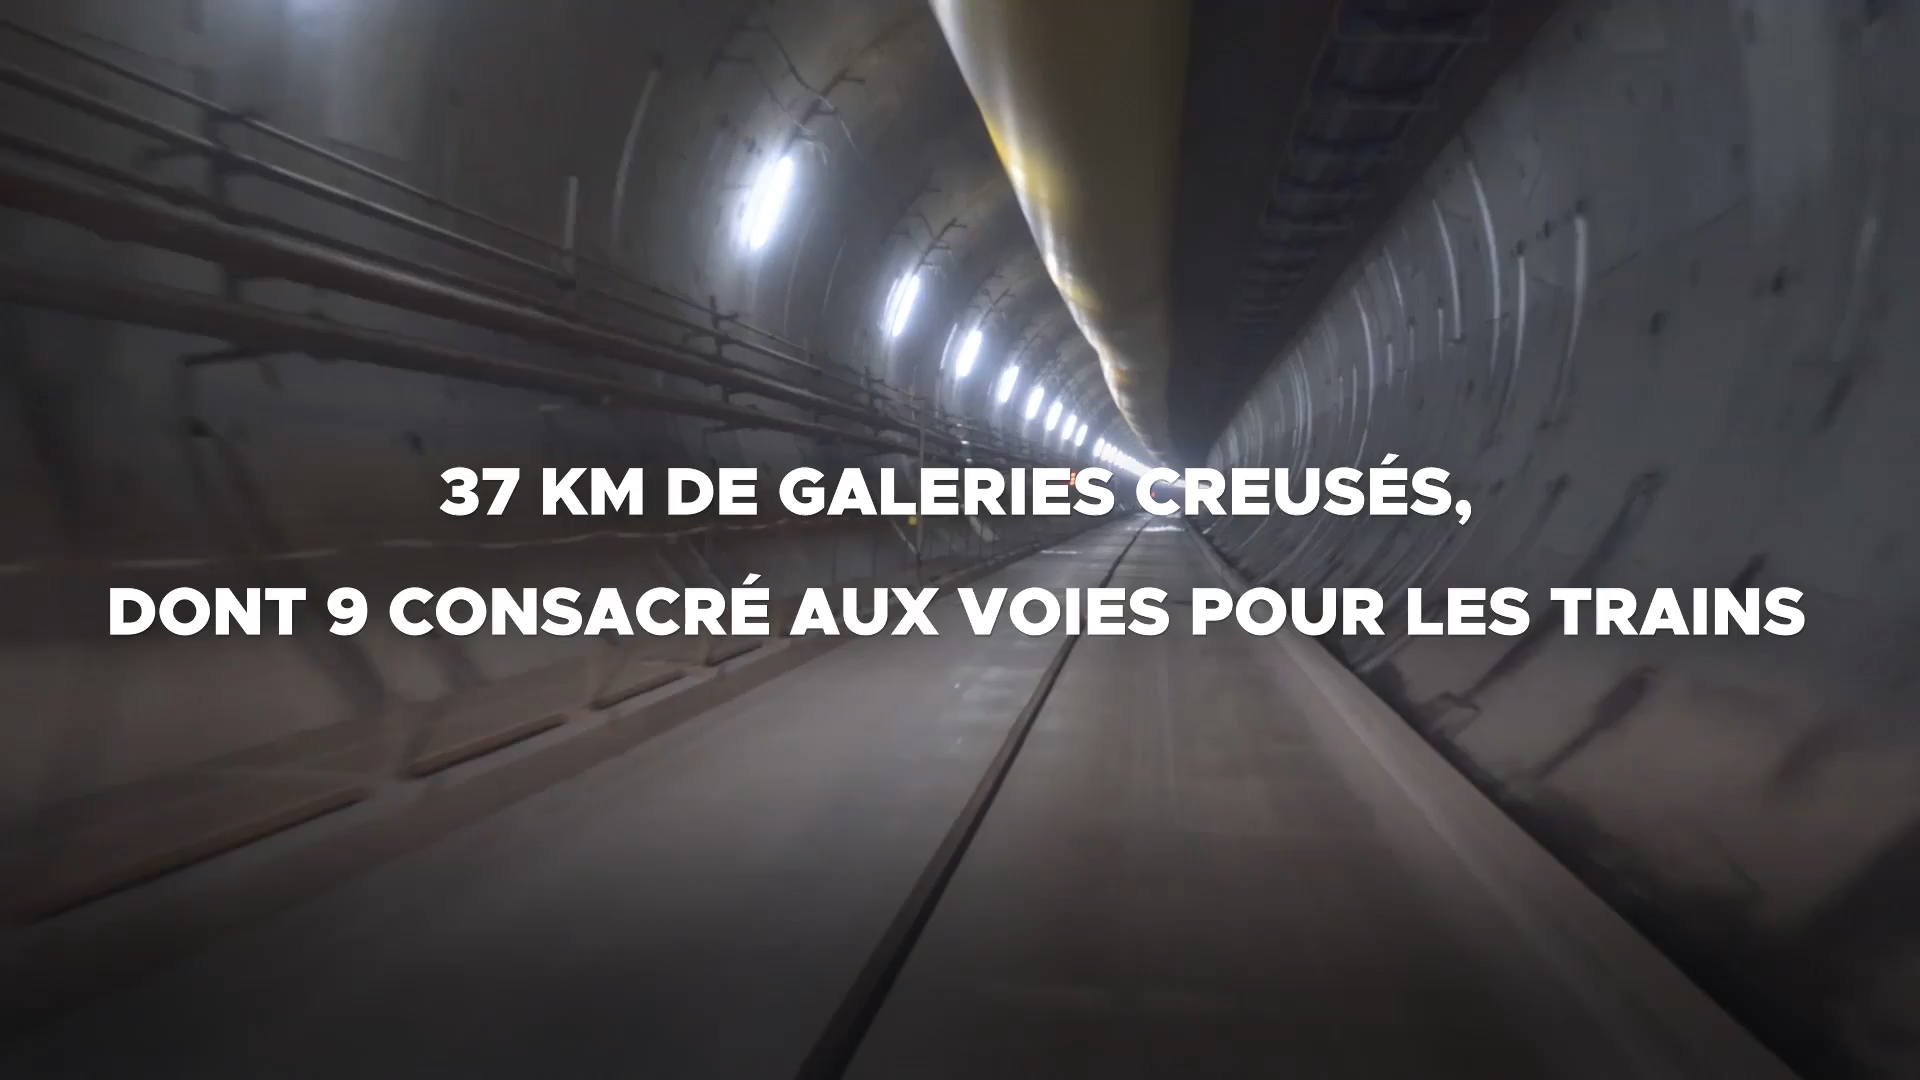 37 KM DE GALERIES CREUSÉS,
DONT 9 CONSACRÉ AUX VOIES POUR LES TRAINS